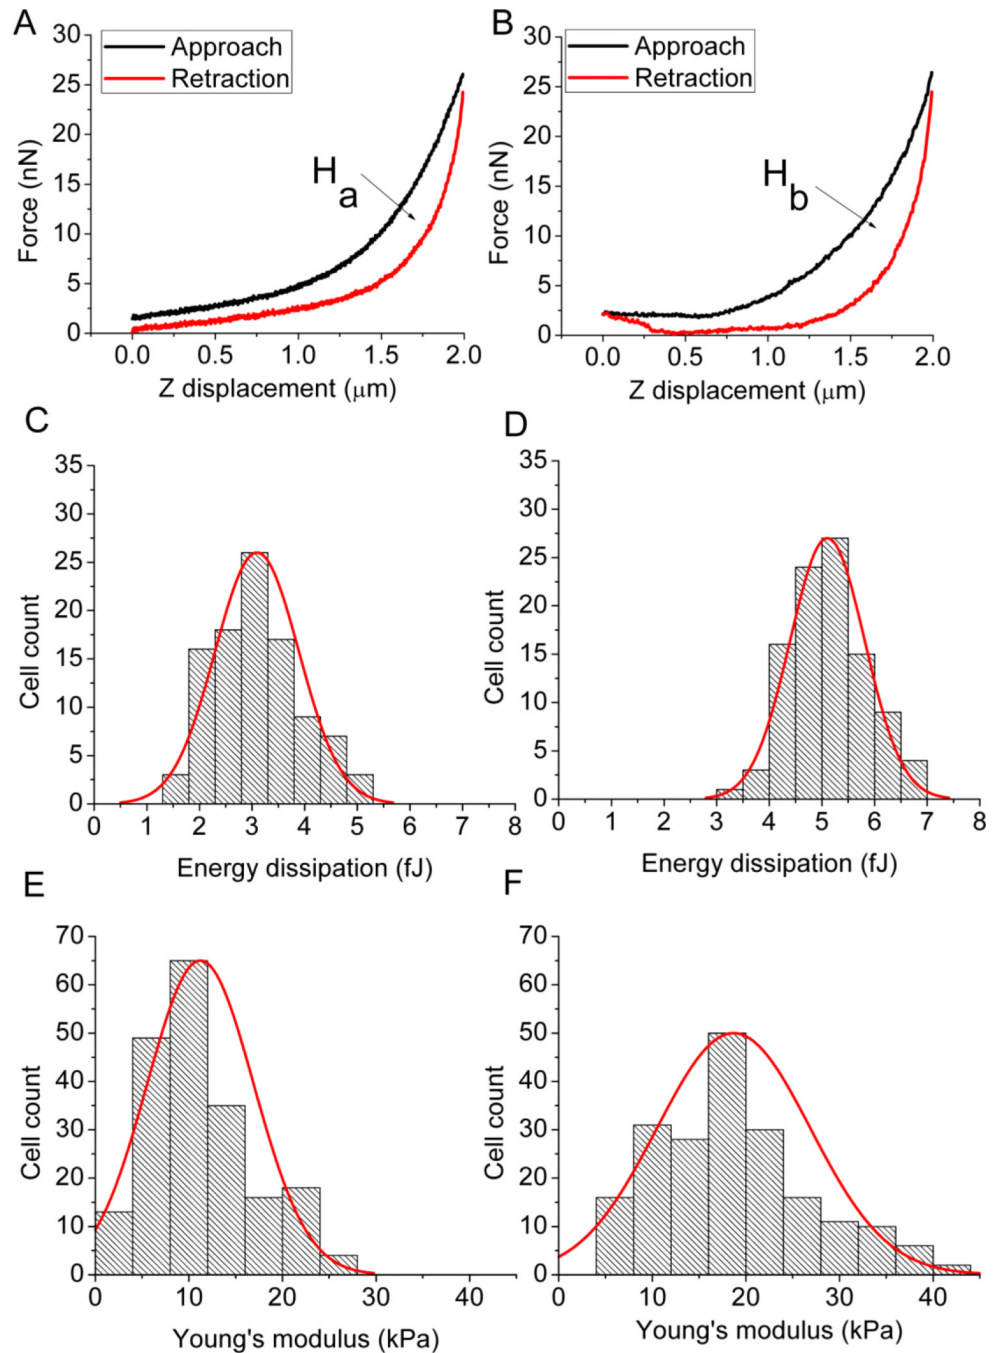 A
30
25
20
15
10
5
0
Force (nN)
Approach
Retraction
H
a
0.0 0.5 1.0 1.5 2.0
Z displacement (μm)
B
30
25
20
15
10
5
0
Force (nN)
Approach
Retraction
H
b
0.0 0.5 1.0 1.5 2.0
Z displacement (μm)
C
35
30
25
20
15
10
5
0
Cell count
0 1 2 3 4 5 6 7 8
Energy dissipation (fJ)
D
35
30
25
20
15
10
5
0
Cell count
0 1 2 3 4 5 6 7 8
Energy dissipation (fJ)
E
70
60
50
40
30
20
10
0
Cell count
0 10 20 30 40
Young's modulus (kPa)
F
70
60
50
40
30
20
10
0
Cell count
0 10 20 30 40
Young's modulus (kPa)